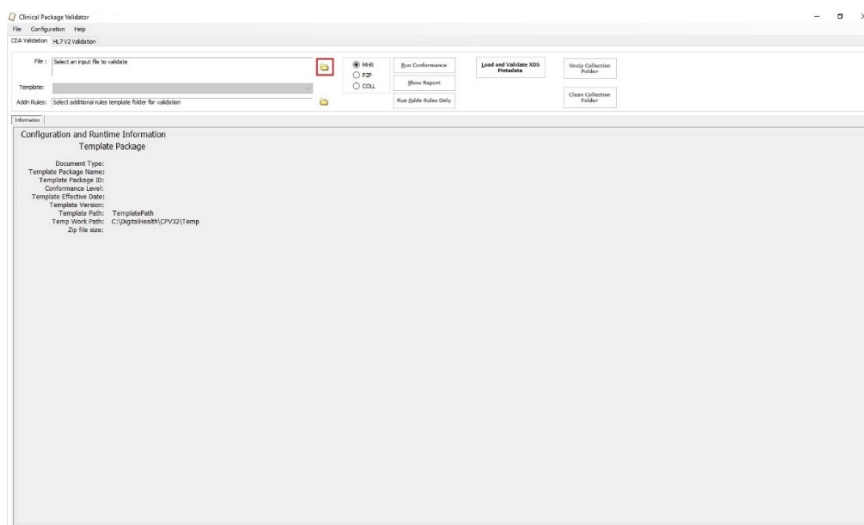 Clinical Package Validator
File Configuration Help
CDA Validation HL7 V2 Validation
File : Select an input file to validate
MHR
P2P
COLL
Run Conformance
Load and Validate XDS
Metadata
Unzip Collection
Folder
Template:
Show Report
Clean Collection
Folder
Addn Rules: Select additional rules template folder for validation
Run Addn Rules Only
Information
Configuration and Runtime Information
Template Package
Document Type:
Template Package Name:
Template Package ID:
Conformance Level:
Template Effective Date:
Template Version:
Template Path: TemplatePath
Temp Work Path: C:\DigitalHealth\CPV32\Temp
Zip file size: